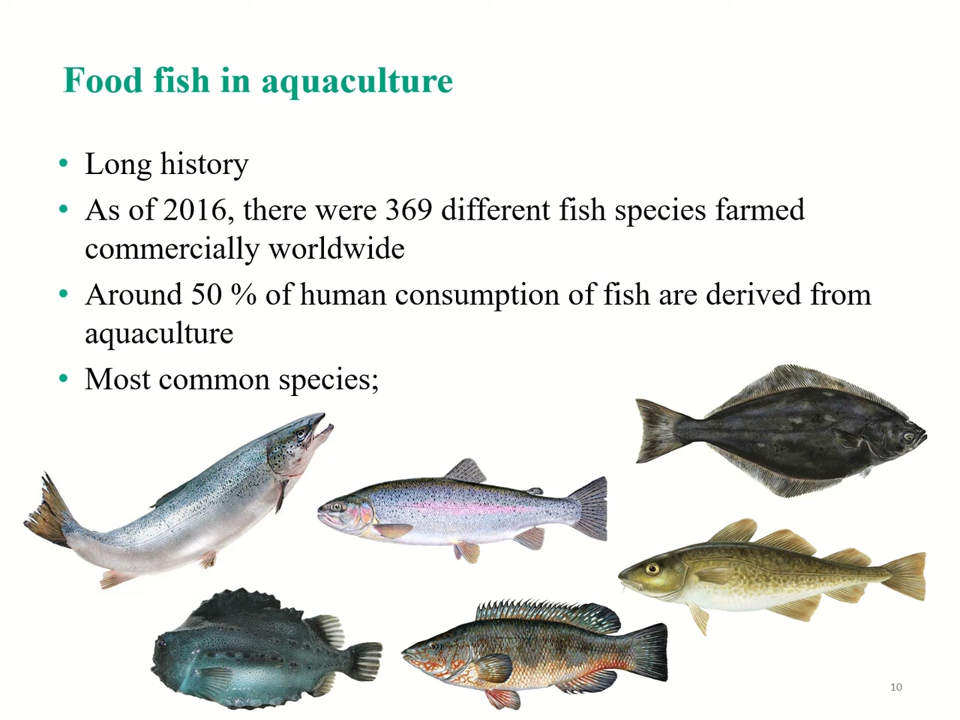 Food fish in aquaculture
• Long history
• As of 2016, there were 369 different fish species farmed
commercially worldwide
• Around 50 % of human consumption of fish are derived from
aquaculture
• Most common species;
10